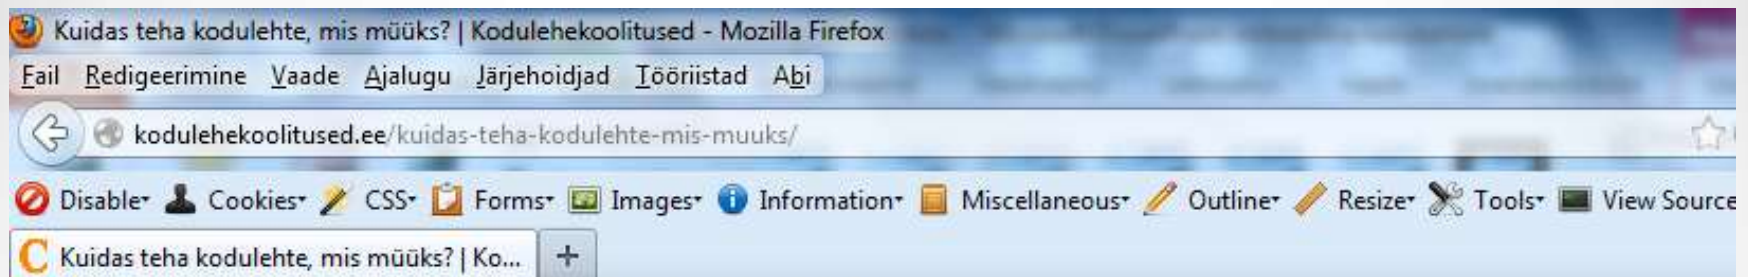 Kuidas teha kodulehte, mis müüks? | Kodulehekoolitused - Mozilla Firefox
Fail Redigeerimine Vaade Ajalugu Järjehoidjad Tööriistad Abi
kodulehekoolitused.ee/kuidas-teha-kodulehte-mis-muuks/
Disable Cookies CSS Forms Images Information Miscellaneous Outline Resize Tools View Source
Kuidas teha kodulehte, mis müüks? | Ko...